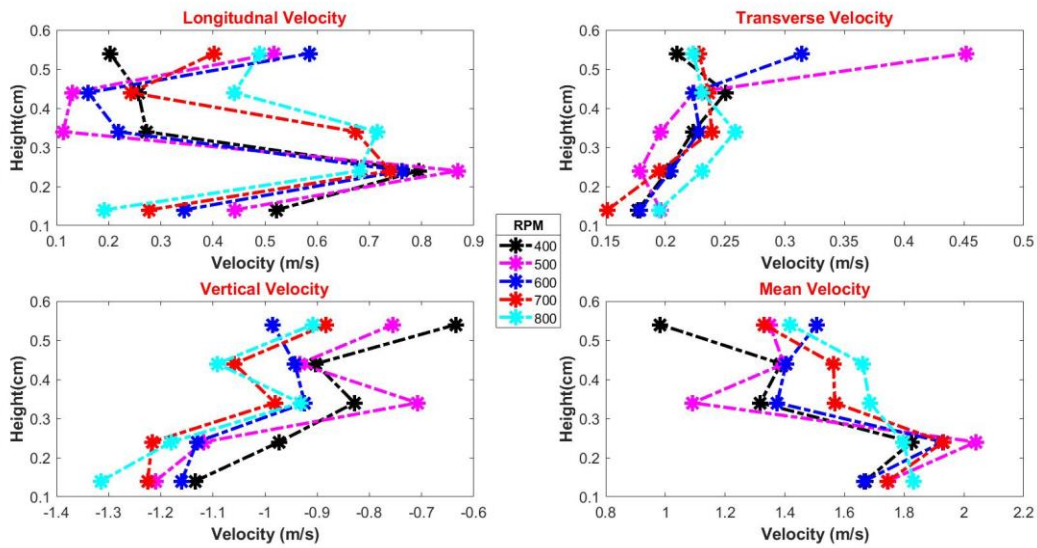 Longitudnal Velocity
0.6
0.5
0.4
0.3
0.2
0.1
Height(cm)
0.1 0.2 0.3 0.4 0.5 0.6 0.7 0.8 0.9
Velocity (m/s)
Transverse Velocity
0.6
0.5
0.4
0.3
0.2
0.1
Height(cm)
0.15 0.2 0.25 0.3 0.35 0.4 0.45 0.5
Velocity (m/s)
RPM
400
500
600
700
800
Vertical Velocity
0.6
0.5
0.4
0.3
0.2
0.1
Height(cm)
-1.4 -1.3 -1.2 -1.1 -1 -0.9 -0.8 -0.7 -0.6
Velocity (m/s)
Mean Velocity
0.6
0.5
0.4
0.3
0.2
0.1
Height(cm)
0.8 1 1.2 1.4 1.6 1.8 2 2.2
Velocity (m/s)